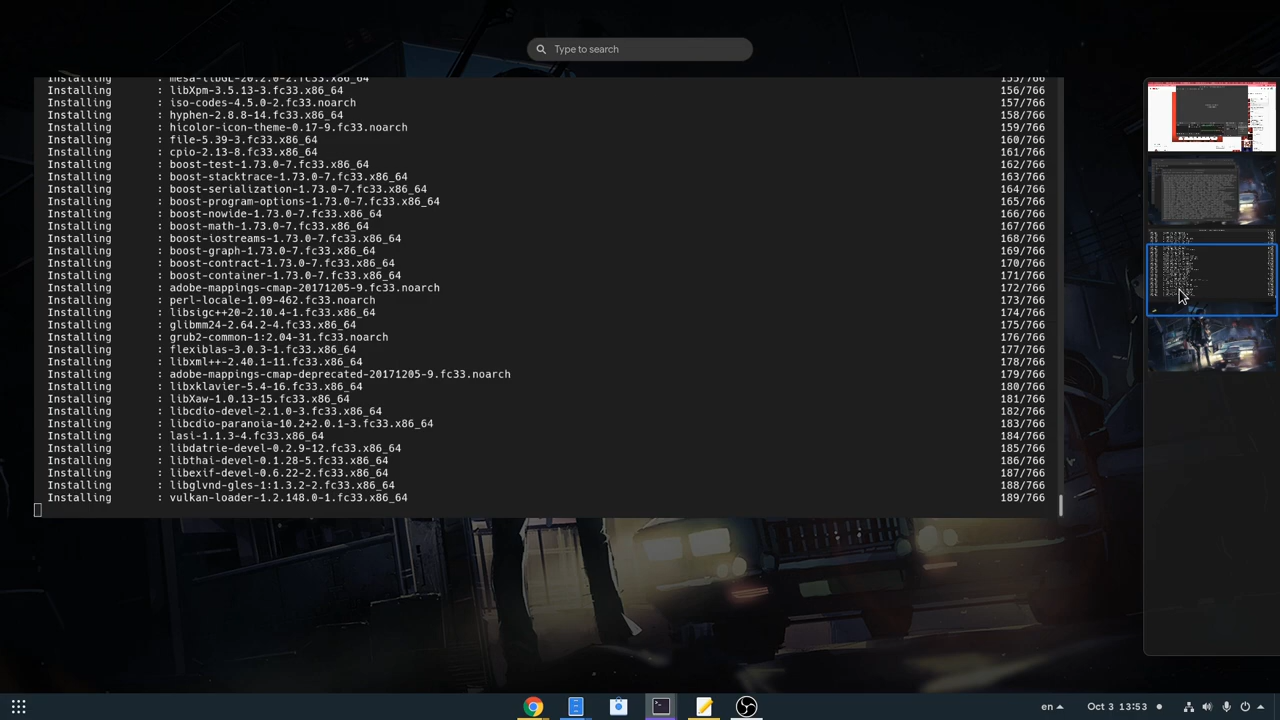 Type to search
Installing : mesa-libGL-20.2.0-2.fc33.x86_64 155/766
Installing : libXpm-3.5.13-3.fc33.x86_64 156/766
Installing : iso-codes-4.5.0-2.fc33.noarch 157/766
Installing : hyphen-2.8.8-14.fc33.x86_64 158/766
Installing : hicolor-icon-theme-0.17-9.fc33.noarch 159/766
Installing : file-5.39-3.fc33.x86_64 160/766
Installing : cpio-2.13-8.fc33.x86_64 161/766
Installing : boost-test-1.73.0-7.fc33.x86_64 162/766
Installing : boost-stacktrace-1.73.0-7.fc33.x86_64 163/766
Installing : boost-serialization-1.73.0-7.fc33.x86_64 164/766
Installing : boost-program-options-1.73.0-7.fc33.x86_64 165/766
Installing : boost-nowide-1.73.0-7.fc33.x86_64 166/766
Installing : boost-math-1.73.0-7.fc33.x86_64 167/766
Installing : boost-iostreams-1.73.0-7.fc33.x86_64 168/766
Installing : boost-graph-1.73.0-7.fc33.x86_64 169/766
Installing : boost-contract-1.73.0-7.fc33.x86_64 170/766
Installing : boost-container-1.73.0-7.fc33.x86_64 171/766
Installing : adobe-mappings-cmap-20171205-9.fc33.noarch 172/766
Installing : perl-locale-1.09-462.fc33.noarch 173/766
Installing : libsigc++20-2.10.4-1.fc33.x86_64 174/766
Installing : glibmm24-2.64.2-4.fc33.x86_64 175/766
Installing : grub2-common-1:2.04-31.fc33.noarch 176/766
Installing : flexiblas-3.0.3-1.fc33.x86_64 177/766
Installing : libxml++-2.40.1-11.fc33.x86_64 178/766
Installing : adobe-mappings-cmap-deprecated-20171205-9.fc33.noarch 179/766
Installing : libxklavier-5.4-16.fc33.x86_64 180/766
Installing : libXaw-1.0.13-15.fc33.x86_64 181/766
Installing : libcdio-devel-2.1.0-3.fc33.x86_64 182/766
Installing : libcdio-paranoia-10.2+2.0.1-3.fc33.x86_64 183/766
Installing : lasi-1.1.3-4.fc33.x86_64 184/766
Installing : libdatrie-devel-0.2.9-12.fc33.x86_64 185/766
Installing : libthai-devel-0.1.28-5.fc33.x86_64 186/766
Installing : libexif-devel-0.6.22-2.fc33.x86_64 187/766
Installing : libglvnd-gles-1:1.3.2-2.fc33.x86_64 188/766
Installing : vulkan-loader-1.2.148.0-1.fc33.x86_64 189/766
en Oct 3 13:53